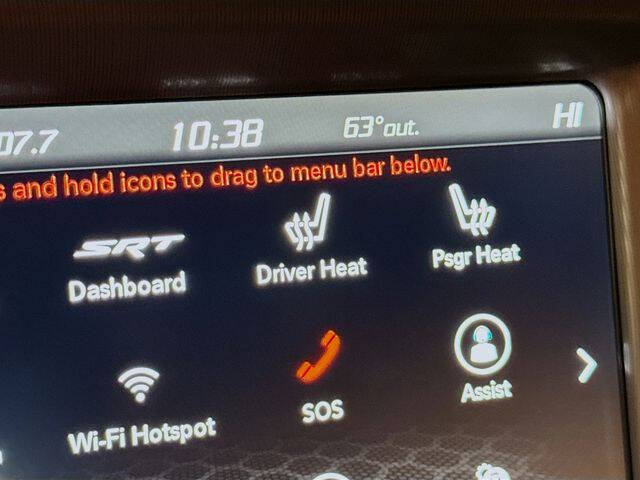 07.7 10:38 63° out. HI
s and hold icons to drag to menu bar below.
SRT
Dashboard Driver Heat Psgr Heat
Wi-Fi Hotspot SOS Assist